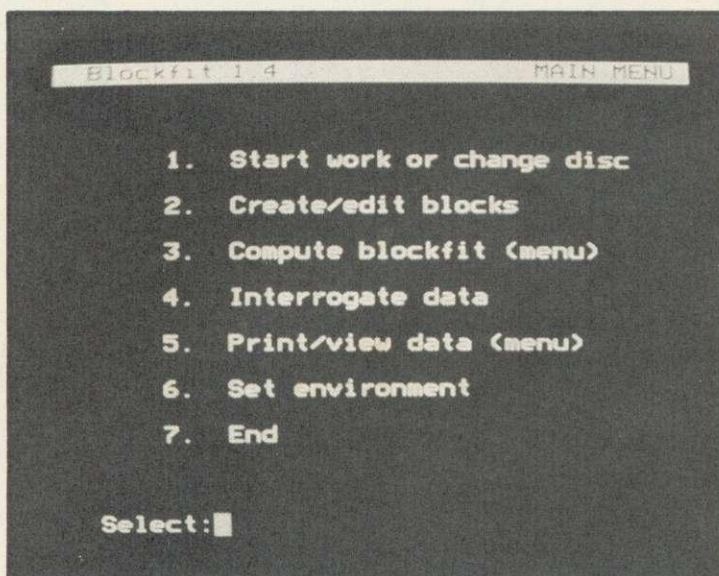 Blockfit 1.4 MAIN MENU
1. Start work or change disc
2. Create/edit blocks
3. Compute blockfit (menu)
4. Interrogate data
5. Print/view data (menu)
6. Set environment
7. End
Select: